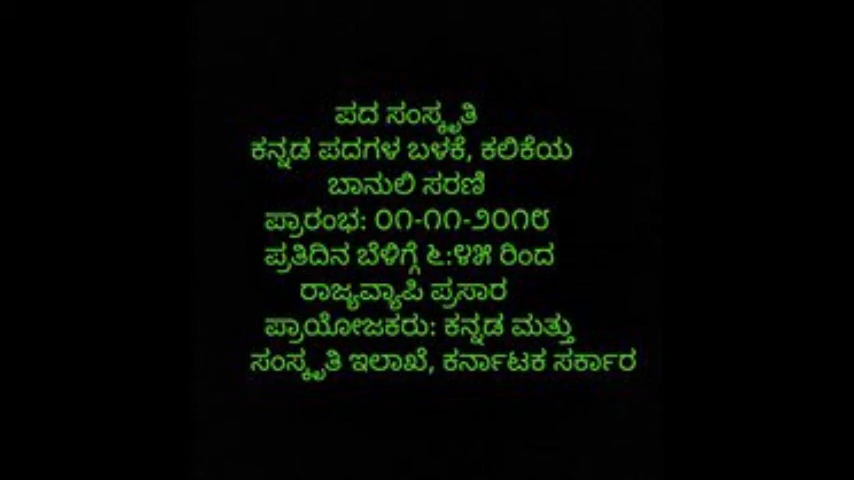 ಪದ ಸಂಸ್ಕೃತಿ
ಕನ್ನಡ ಪದಗಳ ಬಳಕೆ, ಕಲಿಕೆಯ
ಬಾನುಲಿ ಸರಣಿ
ಪ್ರಾರಂಭ: ೦೧-೧೧-೨೦೧೮
ಪ್ರತಿದಿನ ಬೆಳಿಗ್ಗೆ ೬:೪೫ ರಿಂದ
ರಾಜ್ಯವ್ಯಾಪಿ ಪ್ರಸಾರ
ಪ್ರಾಯೋಜಕರು: ಕನ್ನಡ ಮತ್ತು
ಸಂಸ್ಕೃತಿ ಇಲಾಖೆ, ಕರ್ನಾಟಕ ಸರ್ಕಾರ